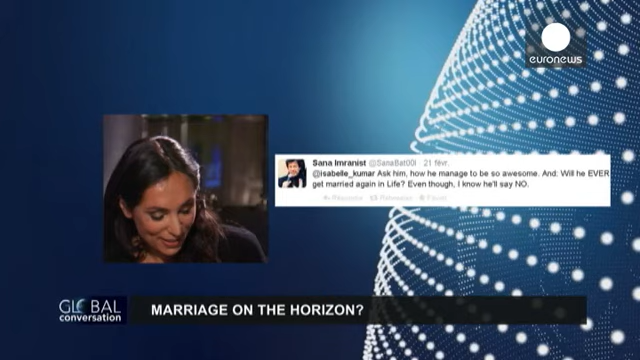 euronews
Sana Imranist @SanaBat00I 21 févr.
@isabelle_kumar Ask him, how he manage to be so awesome. And: Will he EVER
get married again in Life? Even though, I know he'll say NO.
GLOBAL
conversation
MARRIAGE ON THE HORIZON?